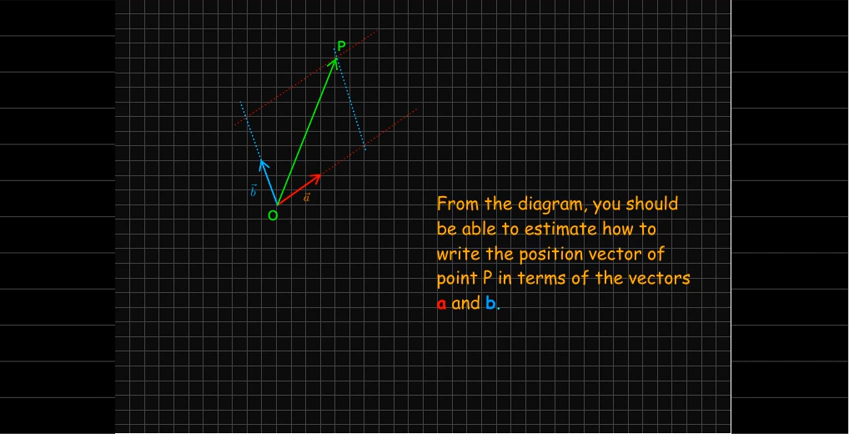 P
b⃗
a⃗
O
From the diagram, you should
be able to estimate how to
write the position vector of
point P in terms of the vectors
a and b.